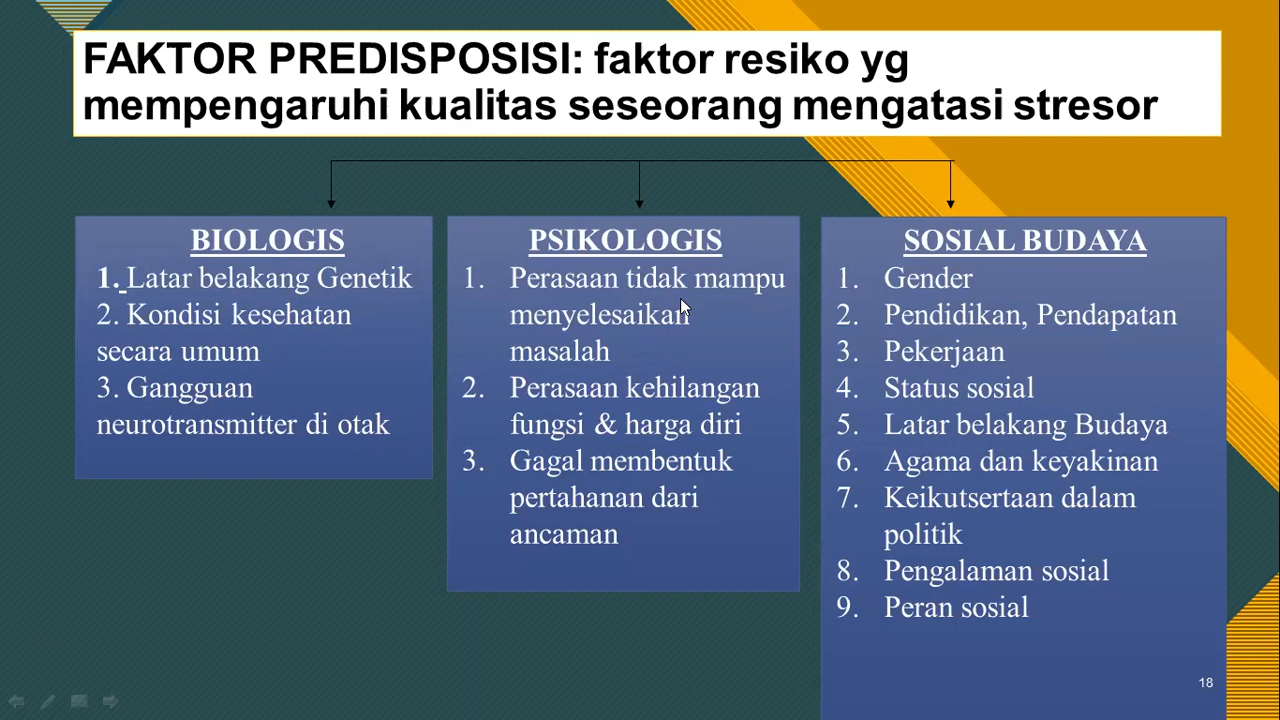 FAKTOR PREDISPOSISI: faktor resiko yg
mempengaruhi kualitas seseorang mengatasi stresor
BIOLOGIS
1. Latar belakang Genetik
2. Kondisi kesehatan
secara umum
3. Gangguan
neurotransmitter di otak
PSIKOLOGIS
1. Perasaan tidak mampu
menyelesaikan
masalah
2. Perasaan kehilangan
fungsi & harga diri
3. Gagal membentuk
pertahanan dari
ancaman
SOSIAL BUDAYA
1. Gender
2. Pendidikan, Pendapatan
3. Pekerjaan
4. Status sosial
5. Latar belakang Budaya
6. Agama dan keyakinan
7. Keikutsertaan dalam
politik
8. Pengalaman sosial
9. Peran sosial
18